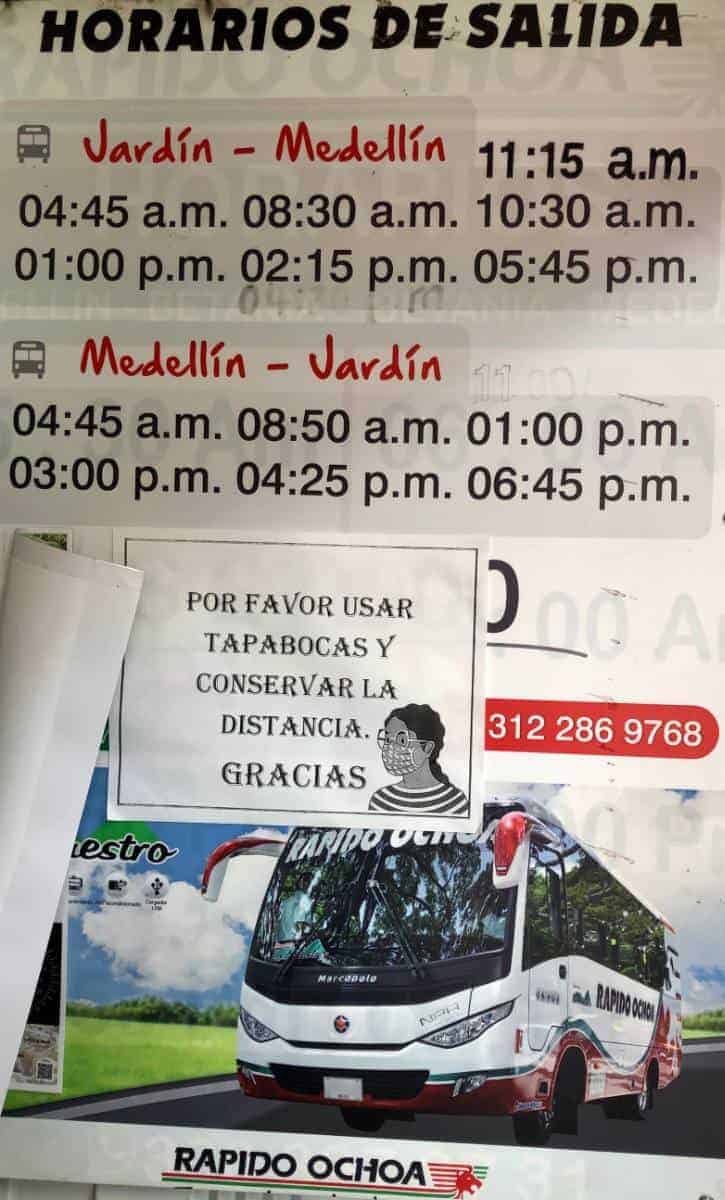 HORARIOS DE SALIDA
Jardín - Medellín 11:15 a.m.
04:45 a.m. 08:30 a.m. 10:30 a.m.
01:00 p.m. 02:15 p.m. 05:45 p.m.
Medellín - Jardín
04:45 a.m. 08:50 a.m. 01:00 p.m.
03:00 p.m. 04:25 p.m. 06:45 p.m.
POR FAVOR USAR
TAPABOCAS Y
CONSERVAR LA
DISTANCIA.
GRACIAS
312 286 9768
RAPIDO OCHOA
MarcoPolo
NPR
RAPIDO OCHOA
RAPIDO OCHOA